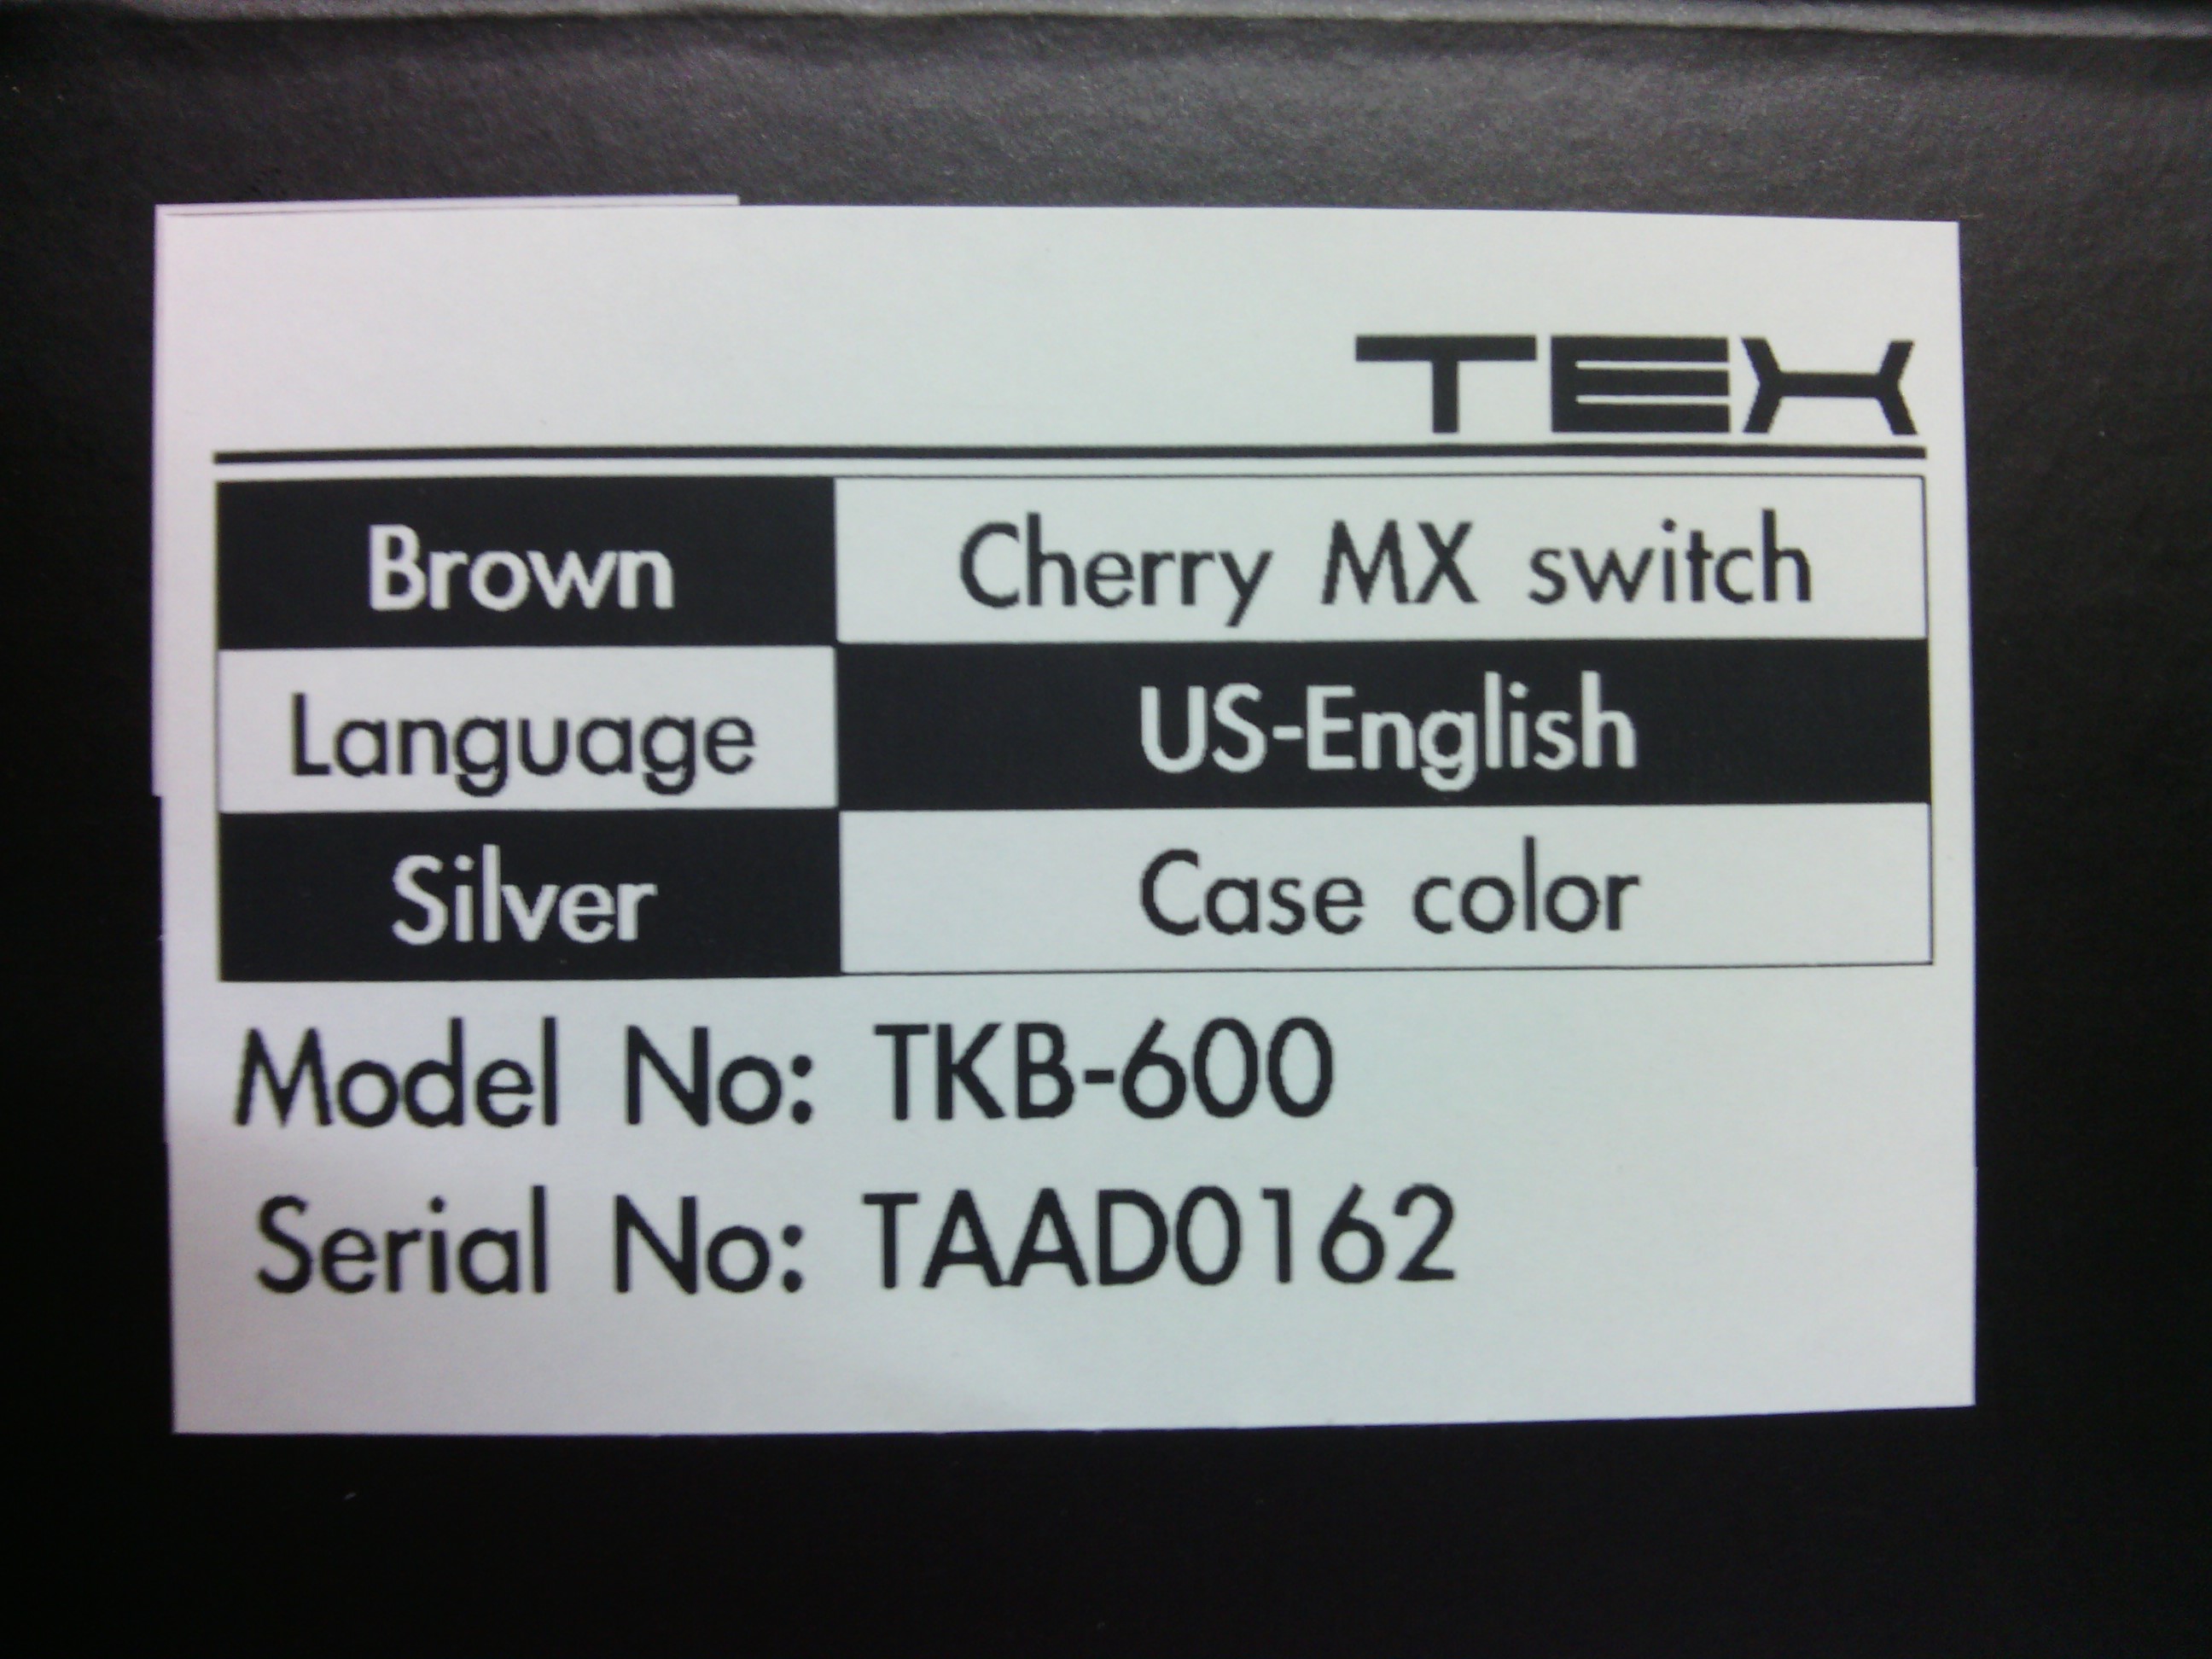 TEX
Brown Cherry MX switch
Language US-English
Silver Case color
Model No: TKB-600
Serial No: TAAD0162